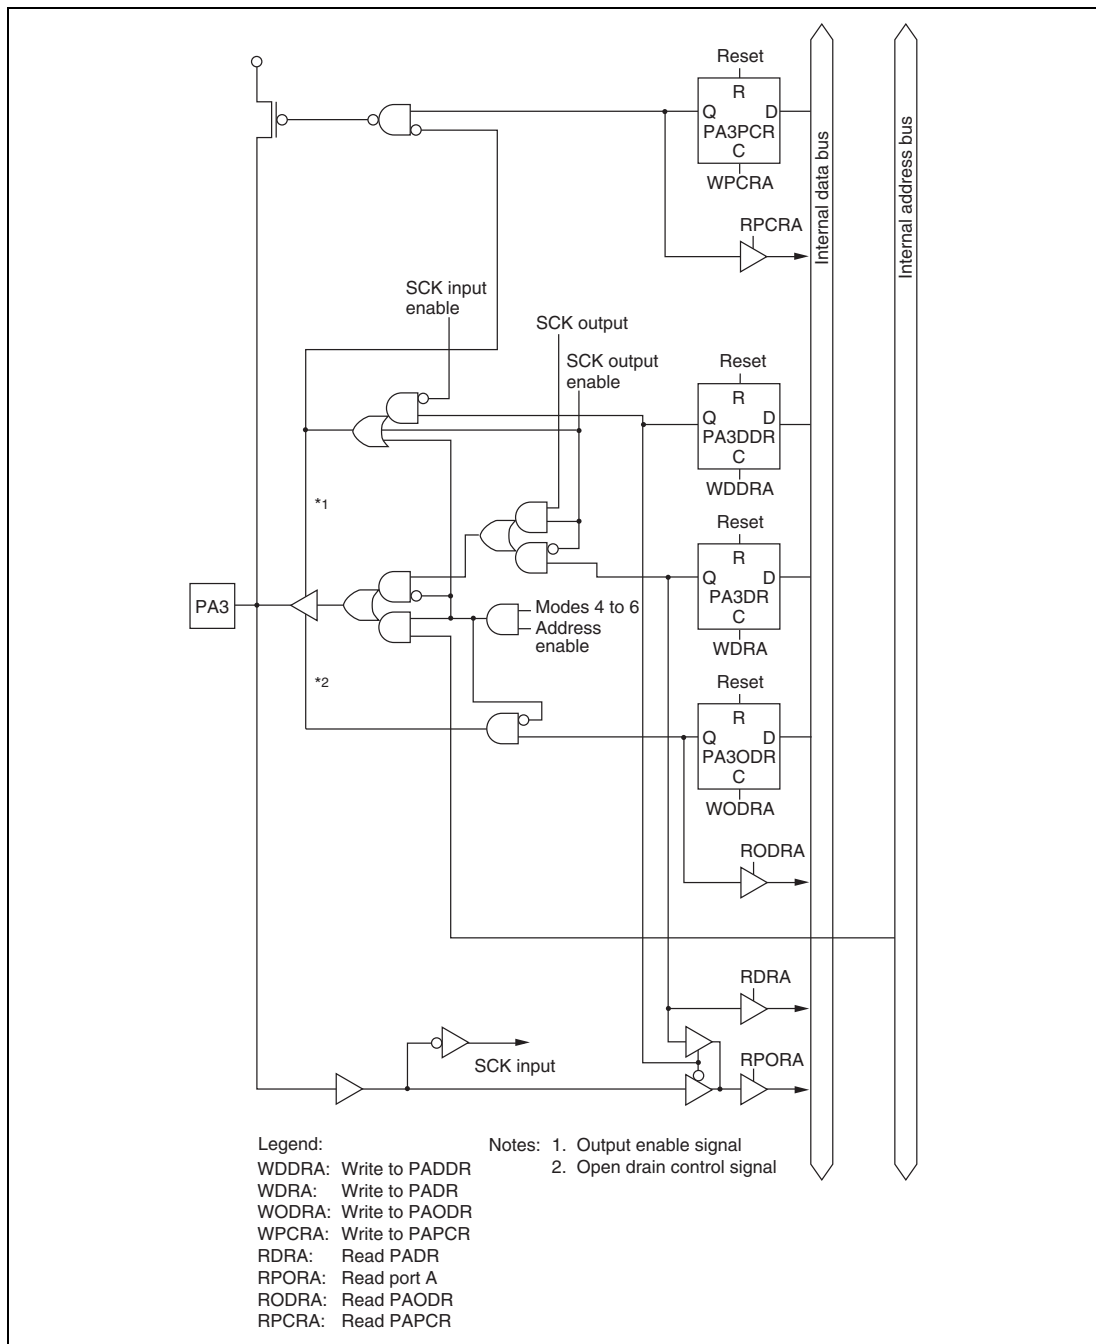 Reset
R
Q D
PA3PCR
C
WPCRA
RPCRA
Internal data bus
Internal address bus
SCK input
enable
SCK output
SCK output
enable
Reset
R
Q D
PA3DDR
C
WDDRA
*1
Reset
R
Q D
PA3DR
C
WDRA
PA3
Modes 4 to 6
Address
enable
*2
Reset
R
Q D
PA3ODR
C
WODRA
RODRA
RDRA
SCK input
RPORA
Legend:
WDDRA: Write to PADDR
WDRA: Write to PADR
WODRA: Write to PAODR
WPCRA: Write to PAPCR
RDRA: Read PADR
RPORA: Read port A
RODRA: Read PAODR
RPCRA: Read PAPCR
Notes: 1. Output enable signal
2. Open drain control signal